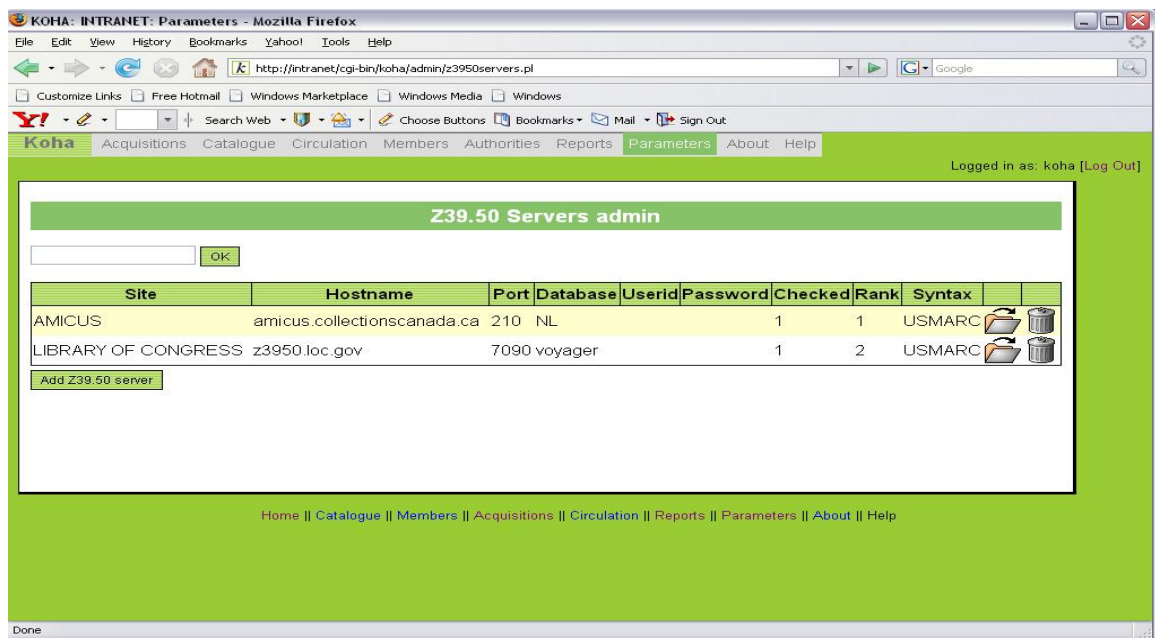 KOHA: INTRANET: Parameters - Mozilla Firefox
File Edit View History Bookmarks Yahoo! Tools Help
http://intranet/cgi-bin/koha/admin/z3950servers.pl Google
Customize Links Free Hotmail Windows Marketplace Windows Media Windows
Y! Search Web Choose Buttons Bookmarks Mail Sign Out
Koha Acquisitions Catalogue Circulation Members Authorities Reports Parameters About Help
Logged in as: koha [Log Out]
Z39.50 Servers admin
OK
Site Hostname Port Database Userid Password Checked Rank Syntax
AMICUS amicus.collectionscanada.ca 210 NL 1 1 USMARC
LIBRARY OF CONGRESS z3950.loc.gov 7090 voyager 1 2 USMARC
Add Z39.50 server
Home || Catalogue || Members || Acquisitions || Circulation || Reports || Parameters || About || Help
Done